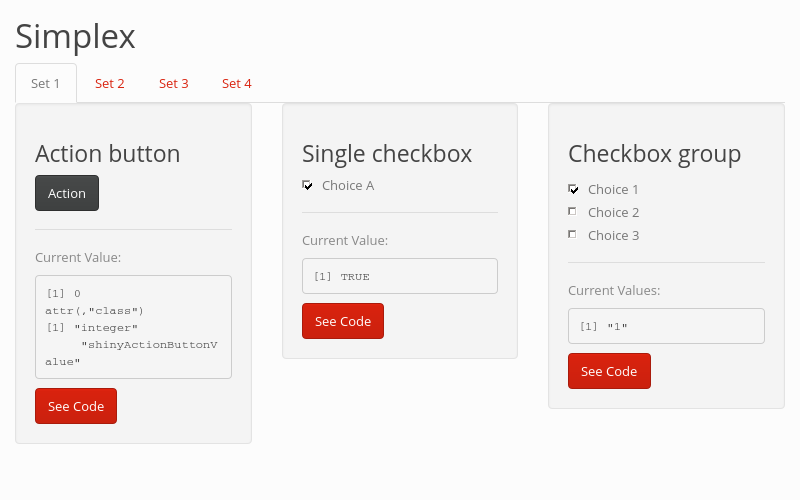 Simplex
Set 1 Set 2 Set 3 Set 4
Action button
Action
Current Value:
[1] 0
attr(,"class")
[1] "integer"
"shinyActionButtonV
alue"
See Code
Single checkbox
Choice A
Current Value:
[1] TRUE
See Code
Checkbox group
Choice 1
Choice 2
Choice 3
Current Values:
[1] "1"
See Code